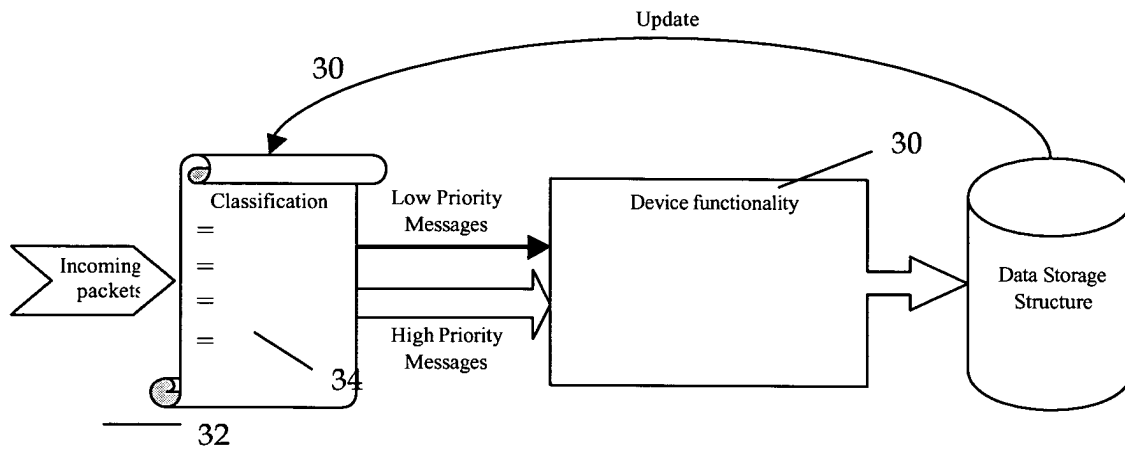 Update
30
30
Classification
Low Priority
Messages
Device functionality
=
Incoming
packets
=
=
=
Data Storage
Structure
High Priority
Messages
34
32